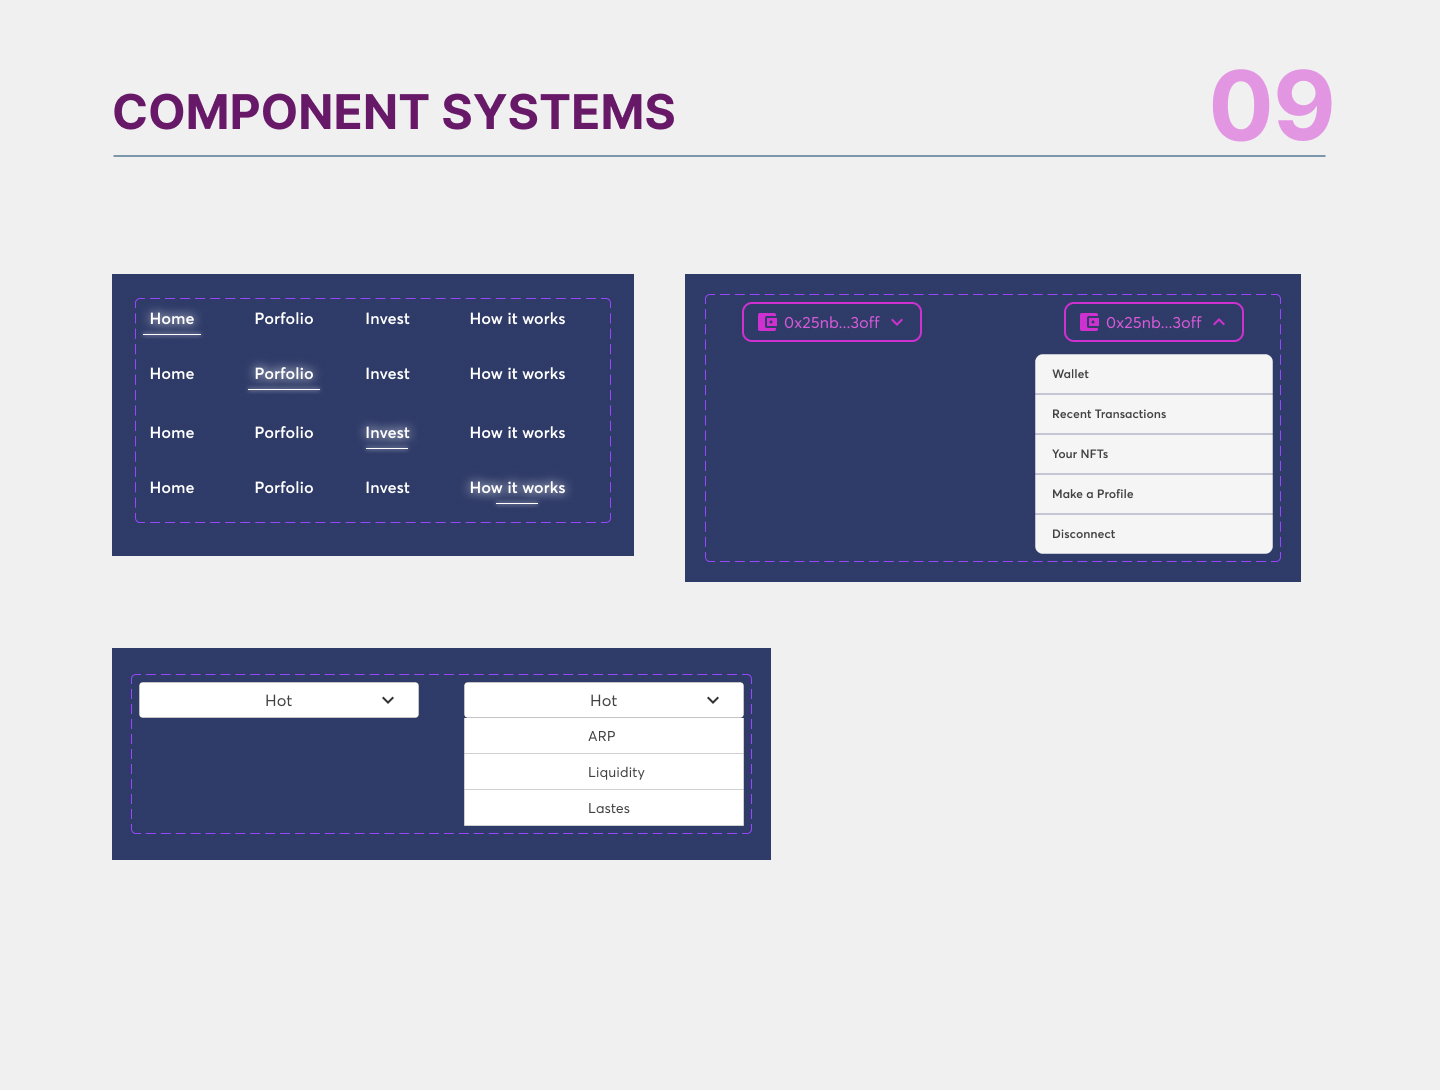 COMPONENT SYSTEMS
09
Home Porfolio Invest How it works
Home Porfolio Invest How it works
Home Porfolio Invest How it works
Home Porfolio Invest How it works
0x25nb...3off
0x25nb...3off
Wallet
Recent Transactions
Your NFTs
Make a Profile
Disconnect
Hot
Hot
ARP
Liquidity
Lastes